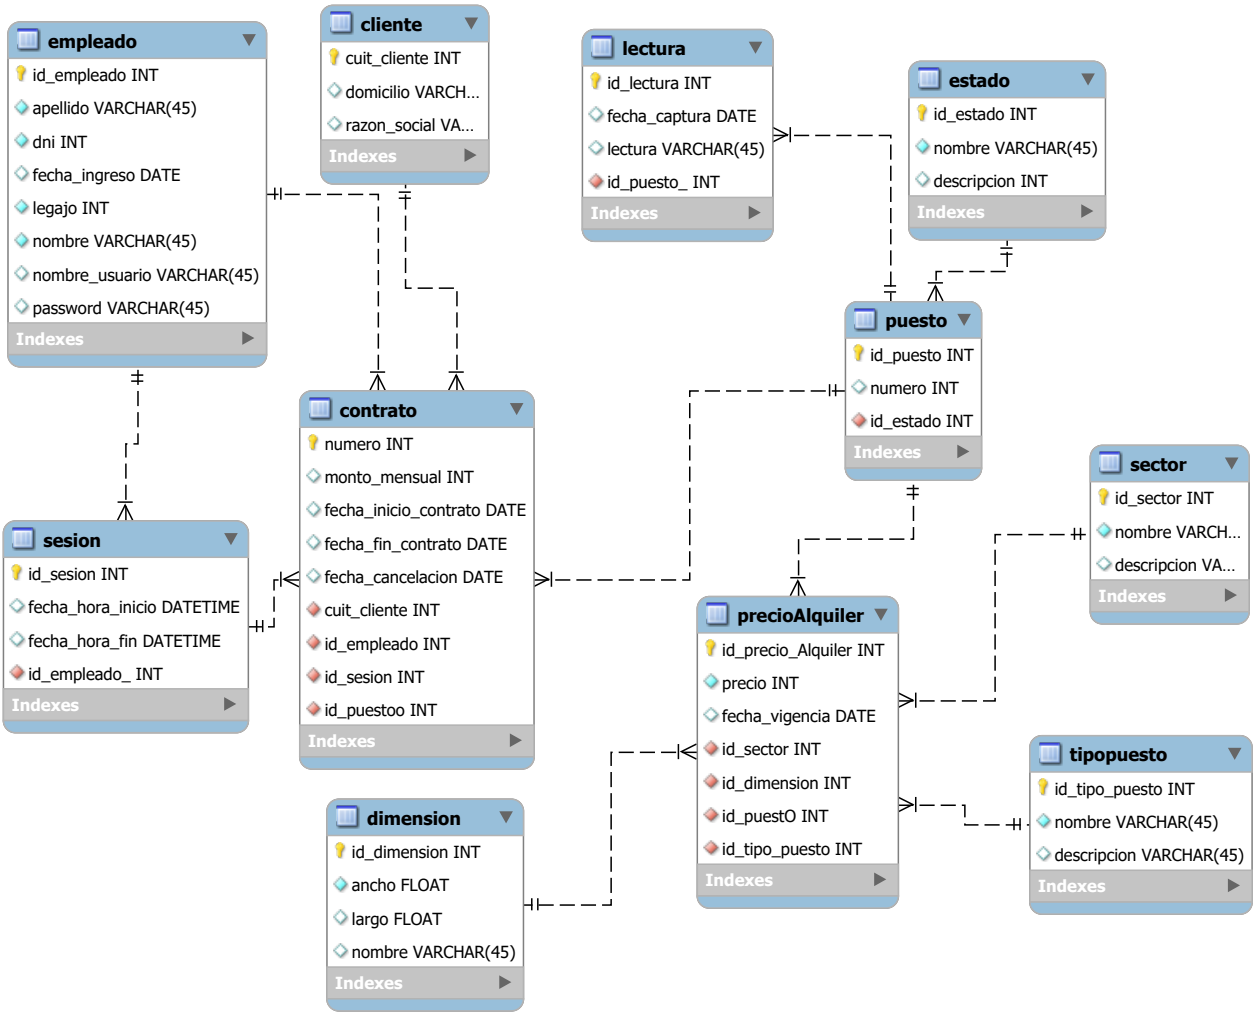 empleado
id_empleado INT
apellido VARCHAR(45)
dni INT
fecha_ingreso DATE
legajo INT
nombre VARCHAR(45)
nombre_usuario VARCHAR(45)
password VARCHAR(45)
Indexes
cliente
cuit_cliente INT
domicilio VARCH...
razon_social VA...
Indexes
lectura
id_lectura INT
fecha_captura DATE
lectura VARCHAR(45)
id_puesto_ INT
Indexes
estado
id_estado INT
nombre VARCHAR(45)
descripcion INT
Indexes
puesto
id_puesto INT
numero INT
id_estado INT
Indexes
contrato
numero INT
monto_mensual INT
fecha_inicio_contrato DATE
fecha_fin_contrato DATE
fecha_cancelacion DATE
cuit_cliente INT
id_empleado INT
id_sesion INT
id_puestoo INT
Indexes
sesion
id_sesion INT
fecha_hora_inicio DATETIME
fecha_hora_fin DATETIME
id_empleado_ INT
Indexes
sector
id_sector INT
nombre VARCH...
descripcion VA...
Indexes
precioAlquiler
id_precio_Alquiler INT
precio INT
fecha_vigencia DATE
id_sector INT
id_dimension INT
id_puestO INT
id_tipo_puesto INT
Indexes
tipopuesto
id_tipo_puesto INT
nombre VARCHAR(45)
descripcion VARCHAR(45)
Indexes
dimension
id_dimension INT
ancho FLOAT
largo FLOAT
nombre VARCHAR(45)
Indexes